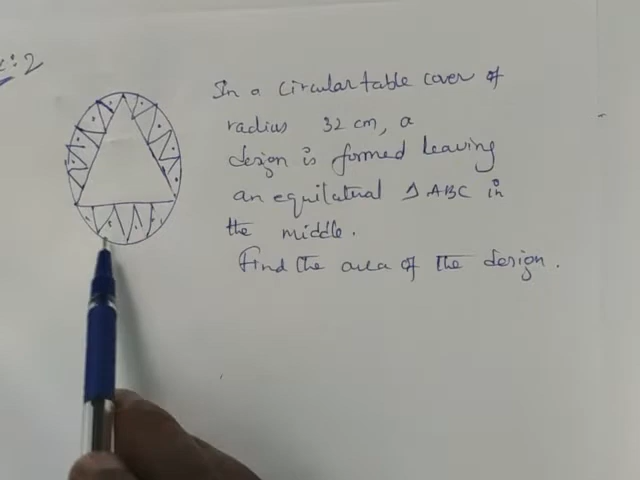 : 2
In a circular table cover of
radius 32 cm, a
design is formed leaving
an equilateral △ ABC in
the middle.
Find the area of the design.